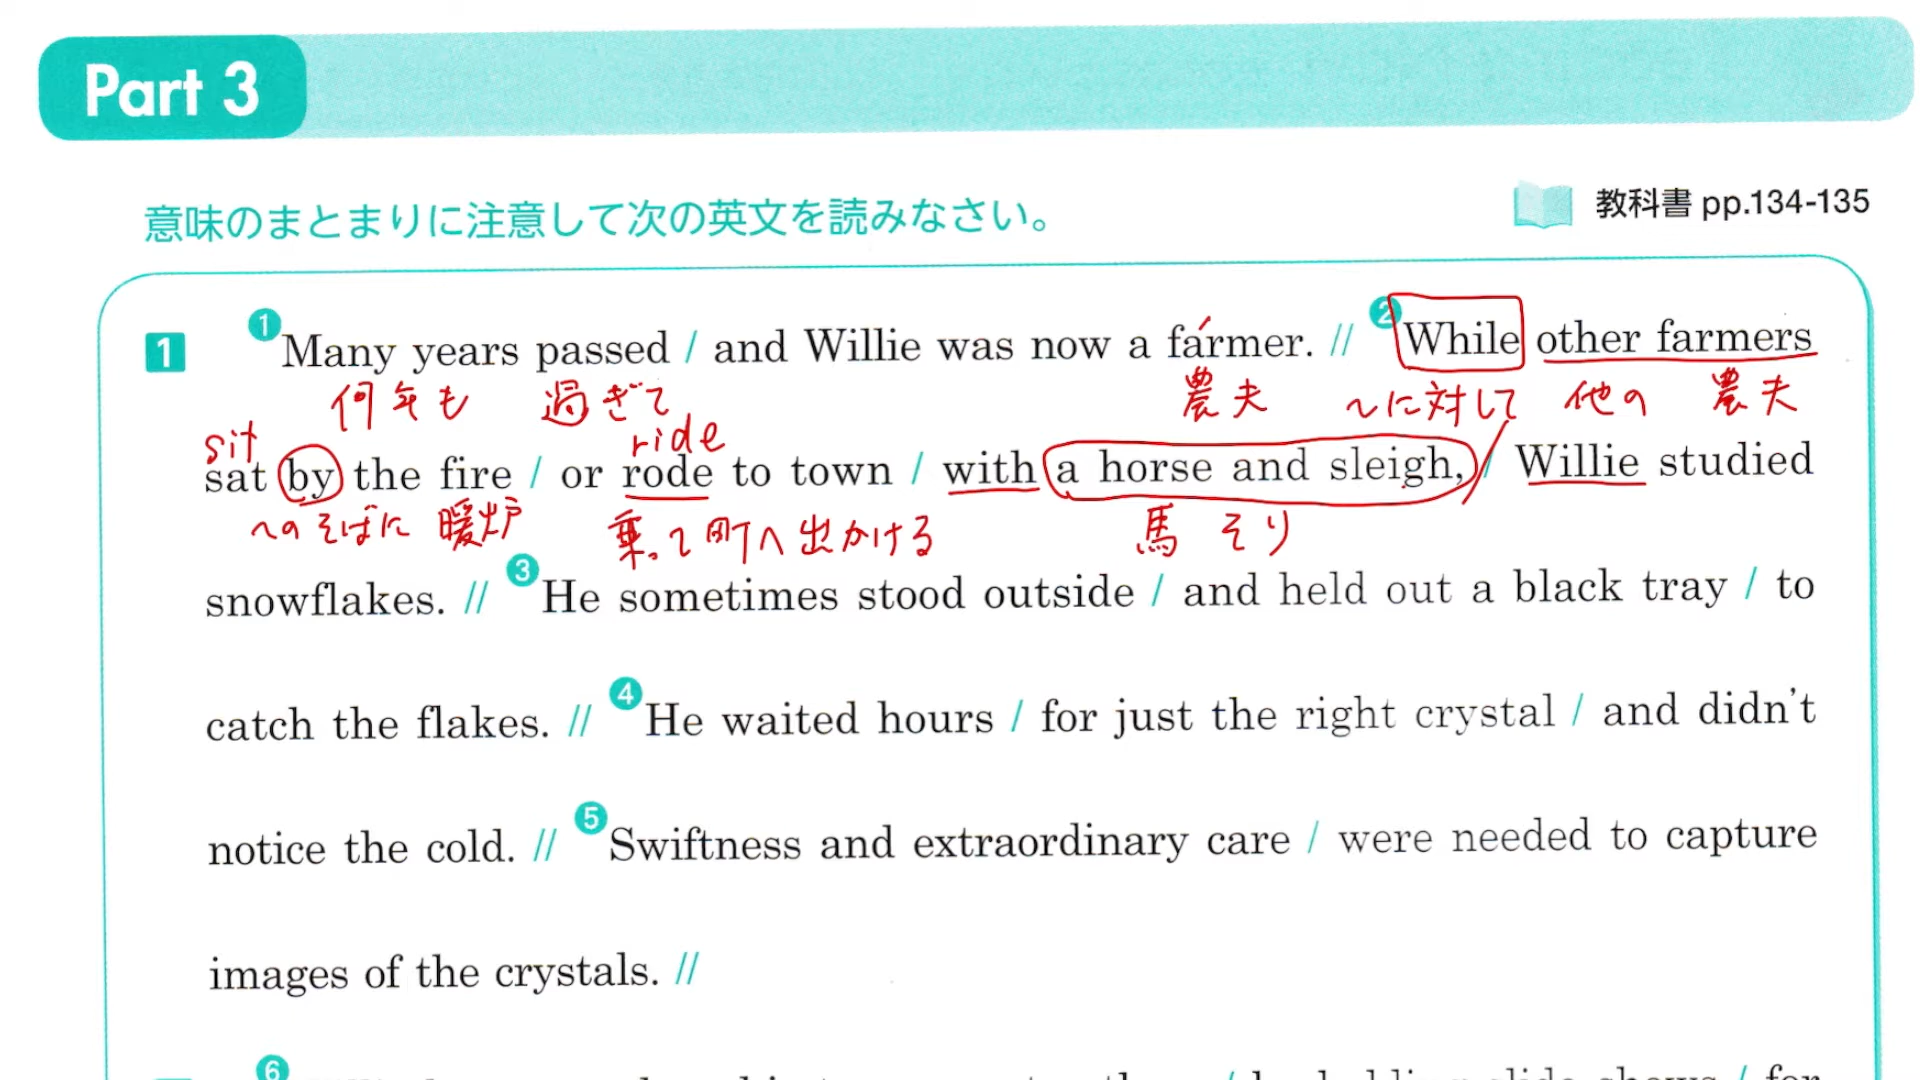 Part 3
意味のまとまりに注意して次の英文を読みなさい。
教科書 pp.134-135
1 ①Many years passed / and Willie was now a farmer. // ②While other farmers
何年も 過ぎて 農夫 〜に対して 他の 農夫
sit ride
sat by the fire / or rode to town / with a horse and sleigh, / Willie studied
〜のそばに 暖炉 乗って町へ出かける 馬 そり
snowflakes. // ③He sometimes stood outside / and held out a black tray / to
catch the flakes. // ④He waited hours / for just the right crystal / and didn't
notice the cold. // ⑤Swiftness and extraordinary care / were needed to capture
images of the crystals. //
⑥